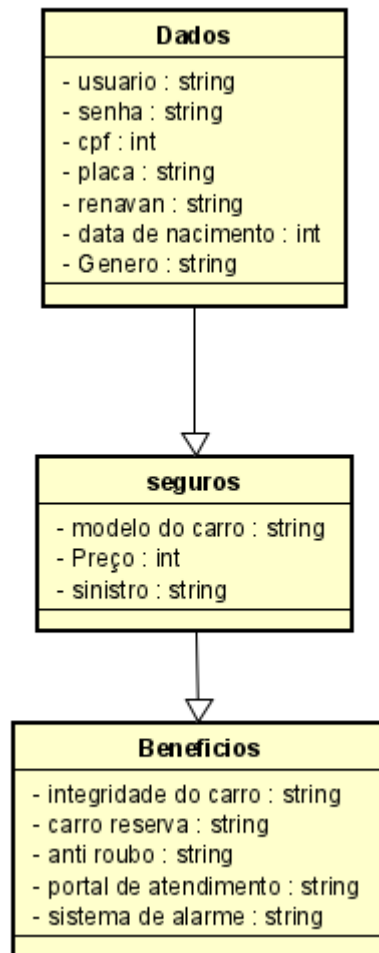 Dados
- usuario : string
- senha : string
- cpf : int
- placa : string
- renavan : string
- data de nacimento : int
- Genero : string
seguros
- modelo do carro : string
- Preço : int
- sinistro : string
Beneficios
- integridade do carro : string
- carro reserva : string
- anti roubo : string
- portal de atendimento : string
- sistema de alarme : string